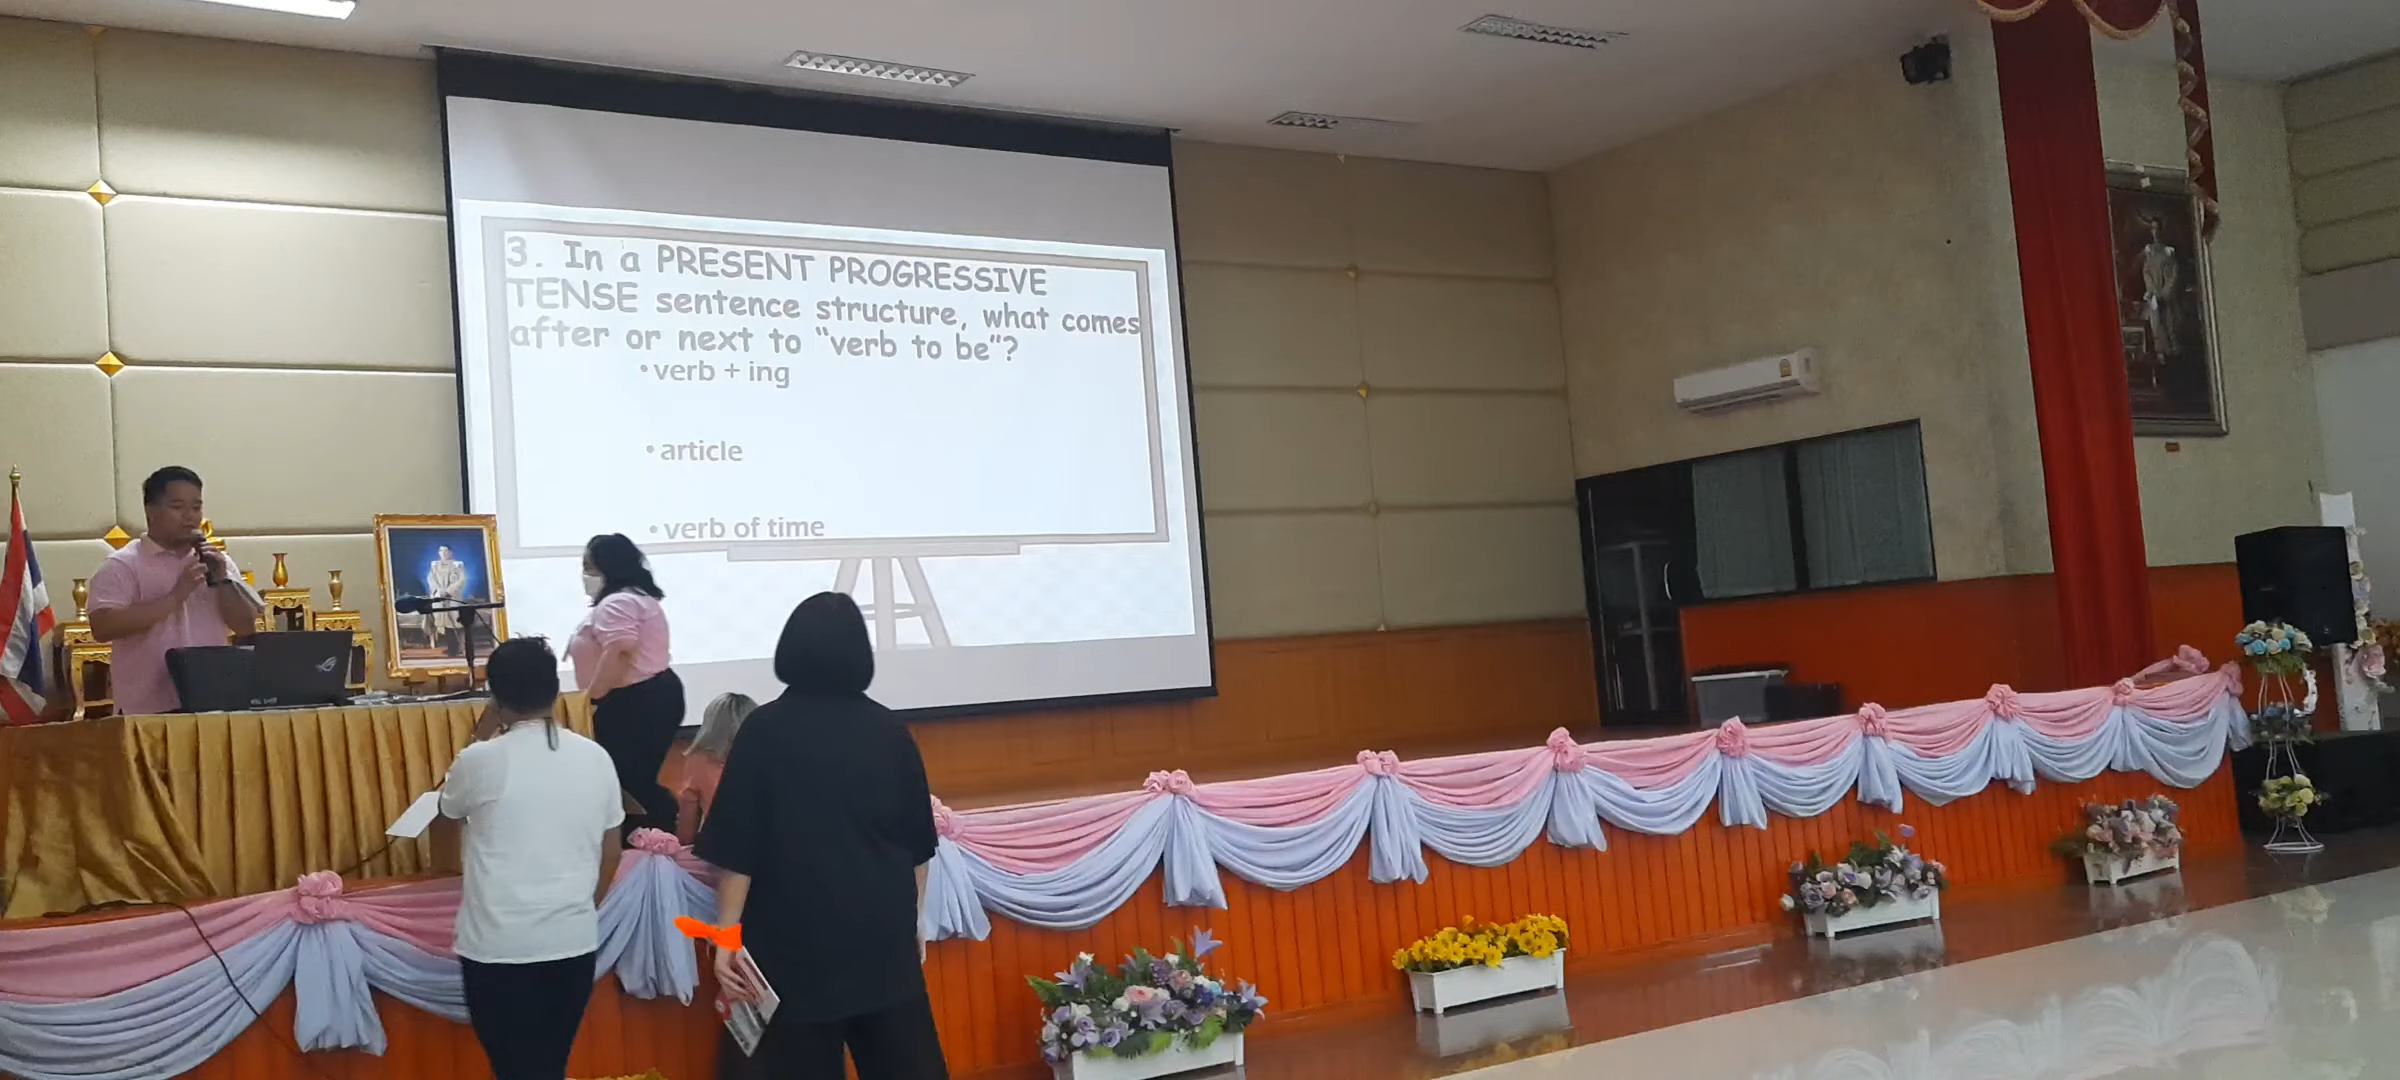 3. In a PRESENT PROGRESSIVE
TENSE sentence structure, what comes
after or next to “verb to be”?
•verb + ing
•article
•verb of time